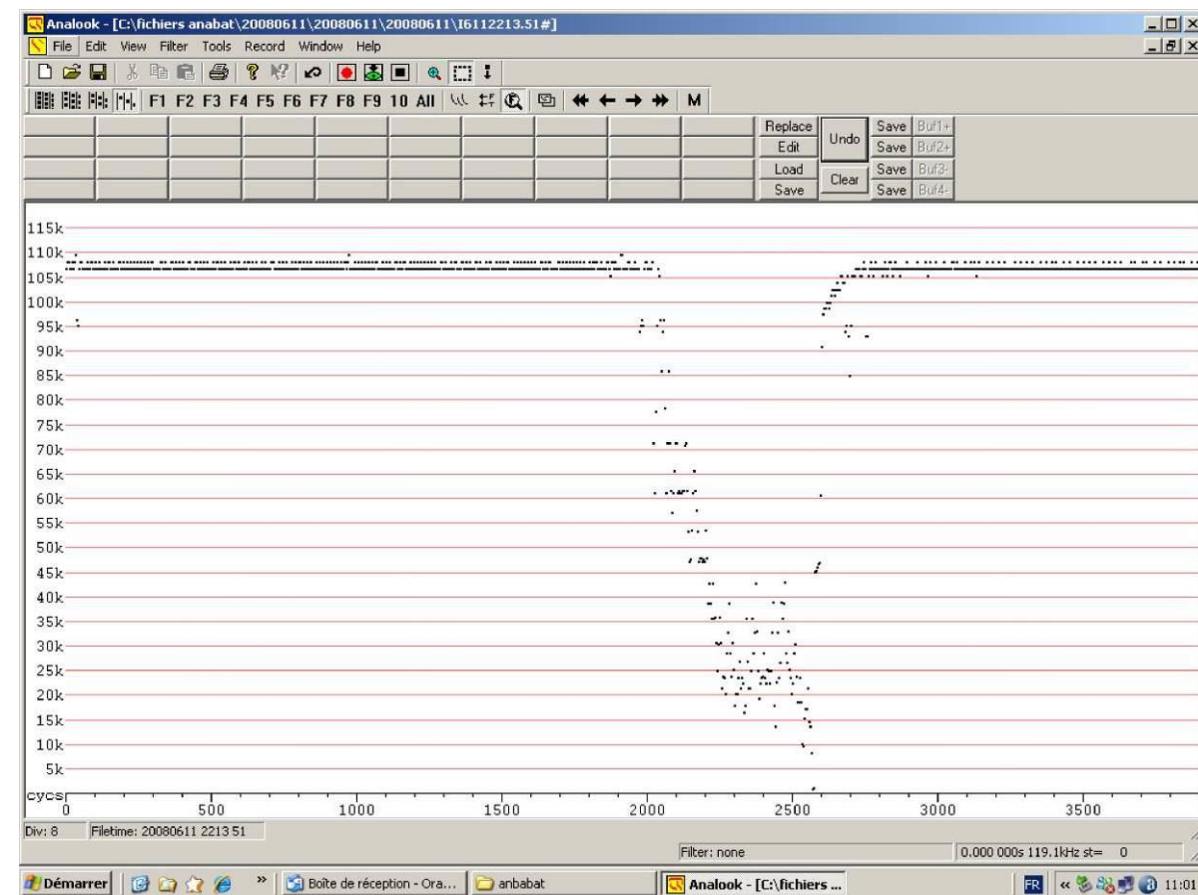 Analook - [C:\fichiers anabat\20080611\20080611\20080611\I6112213.51#]
File Edit View Filter Tools Record Window Help
F1 F2 F3 F4 F5 F6 F7 F8 F9 10 All M
Replace Undo Save Buf1+
Edit Save Buf2+
Load Clear Save Buf3-
Save Save Buf4-
115k
110k
105k
100k
95k
90k
85k
80k
75k
70k
65k
60k
55k
50k
45k
40k
35k
30k
25k
20k
15k
10k
5k
cycs
0 500 1000 1500 2000 2500 3000 3500
Div: 8 Filetime: 20080611 2213 51
Filter: none 0.000 000s 119.1kHz st= 0
Démarrer » Boîte de réception - Ora... anbabat Analook - [C:\fichiers ... FR « 11:01